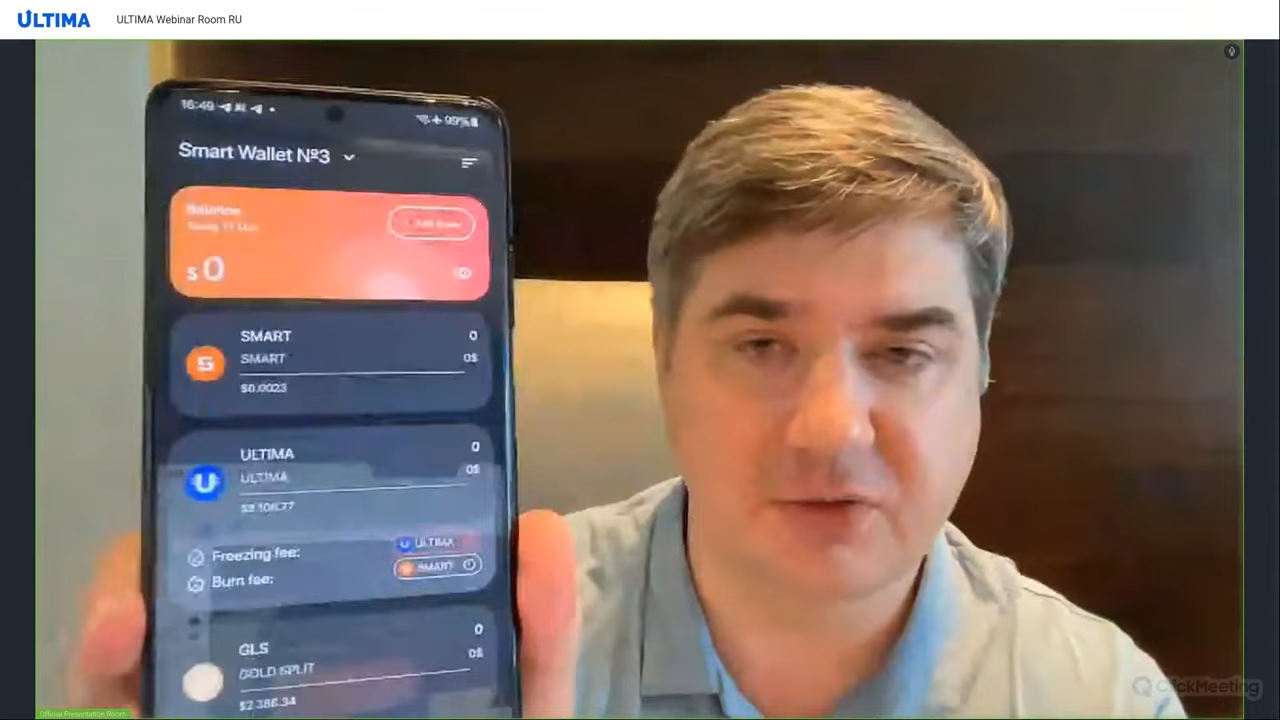 ULTIMA
ULTIMA Webinar Room RU
16:49
99%
Smart Wallet Nº3
Balance
$ 0
SMART
0
SMART
0$
$0.0023
ULTIMA
0
ULTIMA
0$
Freezing fee:
ULTIMA
Burn fee:
SMART
GLS
0
GOLD SPLIT
0$
$2 386.34
ClickMeeting
Official Presentation Room